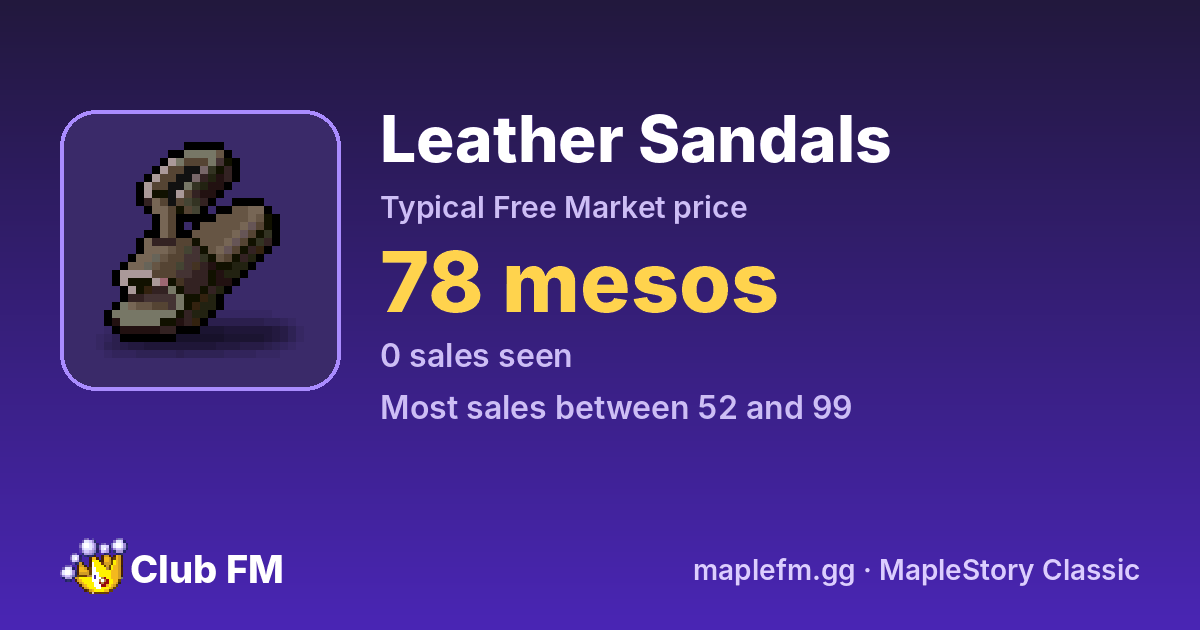 Leather Sandals
Typical Free Market price
78 mesos
0 sales seen
Most sales between 52 and 99
Club FM
maplefm.gg · MapleStory Classic